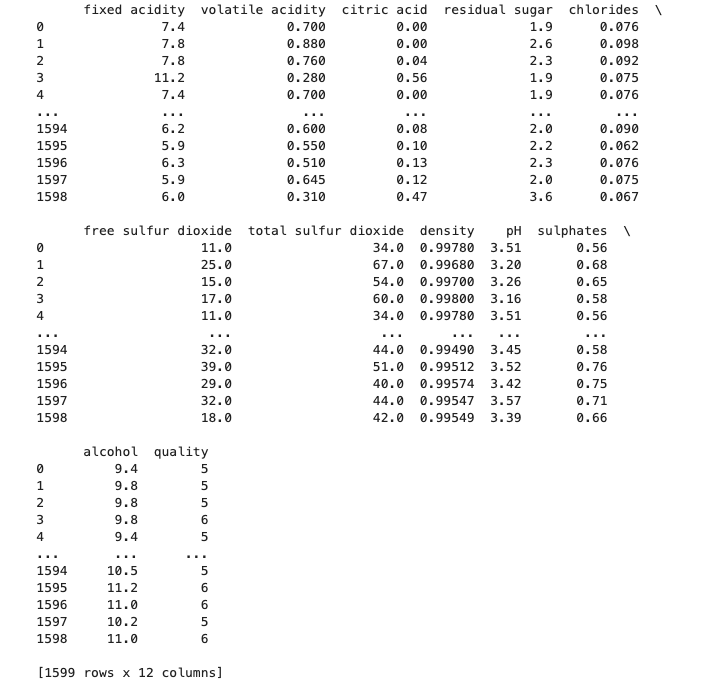 fixed acidity  volatile acidity  citric acid  residual sugar  chlorides  \
0               7.4             0.700         0.00             1.9      0.076
1               7.8             0.880         0.00             2.6      0.098
2               7.8             0.760         0.04             2.3      0.092
3              11.2             0.280         0.56             1.9      0.075
4               7.4             0.700         0.00             1.9      0.076
...             ...               ...          ...             ...        ...
1594            6.2             0.600         0.08             2.0      0.090
1595            5.9             0.550         0.10             2.2      0.062
1596            6.3             0.510         0.13             2.3      0.076
1597            5.9             0.645         0.12             2.0      0.075
1598            6.0             0.310         0.47             3.6      0.067
free sulfur dioxide  total sulfur dioxide  density    pH  sulphates  \
0                    11.0                  34.0  0.99780  3.51       0.56
1                    25.0                  67.0  0.99680  3.20       0.68
2                    15.0                  54.0  0.99700  3.26       0.65
3                    17.0                  60.0  0.99800  3.16       0.58
4                    11.0                  34.0  0.99780  3.51       0.56
...                   ...                   ...      ...   ...        ...
1594                 32.0                  44.0  0.99490  3.45       0.58
1595                 39.0                  51.0  0.99512  3.52       0.76
1596                 29.0                  40.0  0.99574  3.42       0.75
1597                 32.0                  44.0  0.99547  3.57       0.71
1598                 18.0                  42.0  0.99549  3.39       0.66
alcohol  quality
0         9.4        5
1         9.8        5
2         9.8        5
3         9.8        6
4         9.4        5
...       ...      ...
1594     10.5        5
1595     11.2        6
1596     11.0        6
1597     10.2        5
1598     11.0        6
[1599 rows x 12 columns]